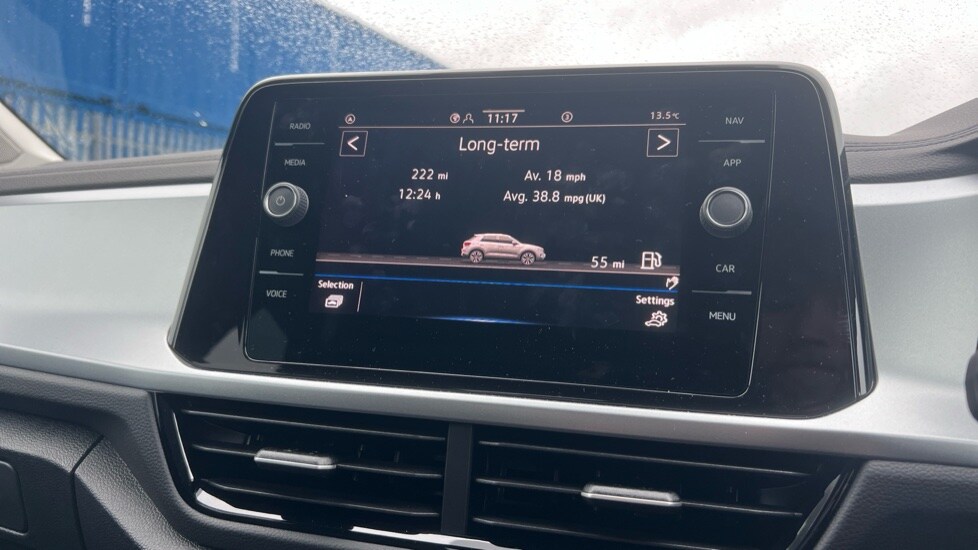 RADIO
MEDIA
PHONE
VOICE
11:17
3
13.5°C
< Long-term >
222 mi Av. 18 mph
12:24 h Avg. 38.8 mpg (UK)
55 mi
Selection
Settings
NAV
APP
CAR
MENU